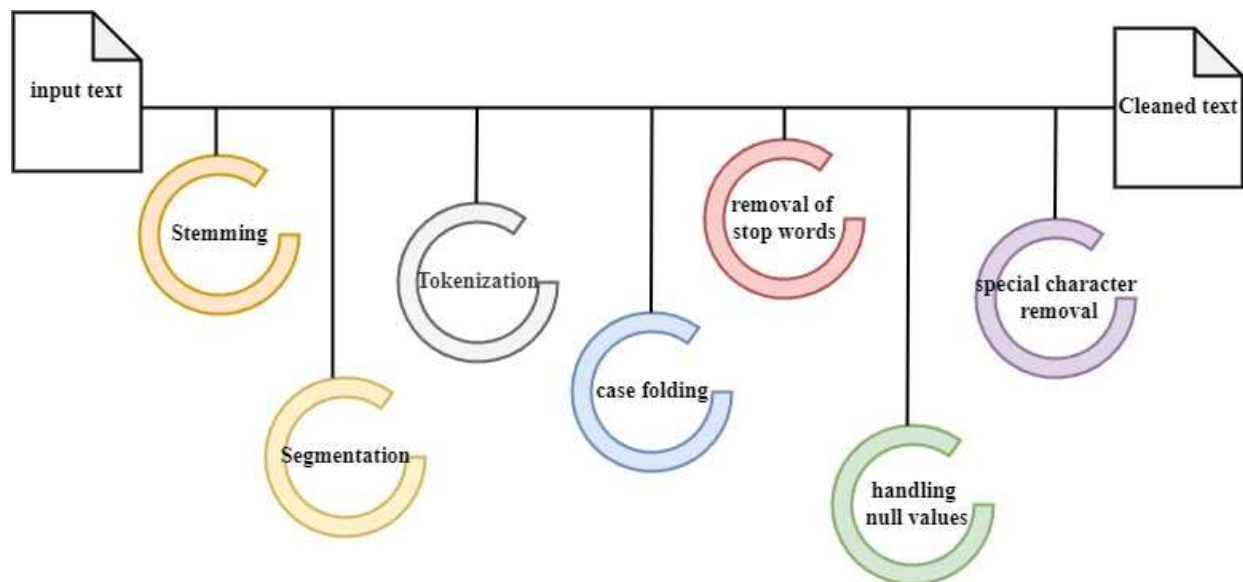 input text
Cleaned text
Stemming
Segmentation
Tokenization
case folding
removal of
stop words
handling
null values
special character
removal